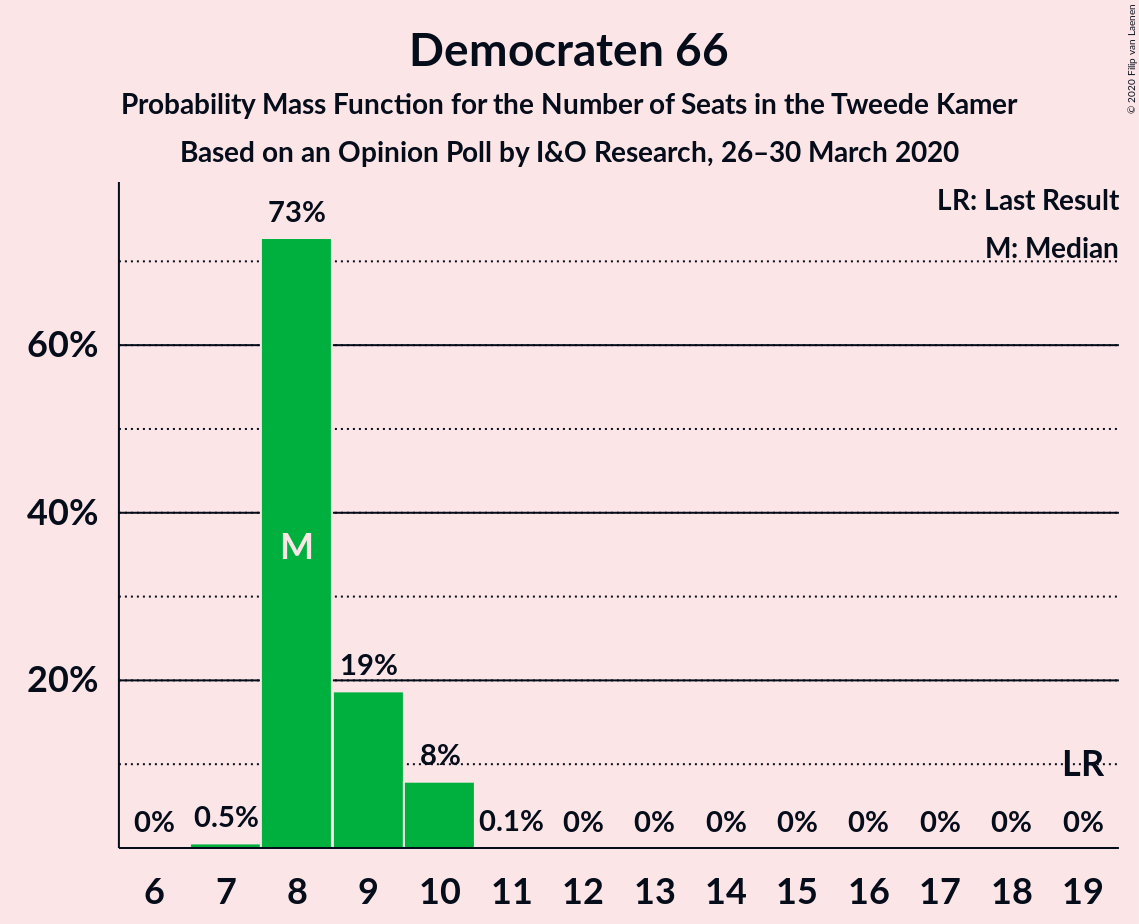 Democraten 66
Probability Mass Function for the Number of Seats in the Tweede Kamer
Based on an Opinion Poll by I&O Research, 26–30 March 2020
© 2020 Filip van Laenen
LR: Last Result
M: Median
73%
60%
40%
M
20%
19%
8%
LR
0% 0.5% 0.1% 0% 0% 0% 0% 0% 0% 0% 0%
6 7 8 9 10 11 12 13 14 15 16 17 18 19